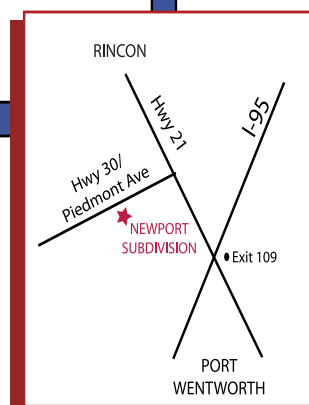 RINCON
Hwy 21
I-95
Hwy 30/
Piedmont Ave
NEWPORT
SUBDIVISION
Exit 109
PORT
WENTWORTH